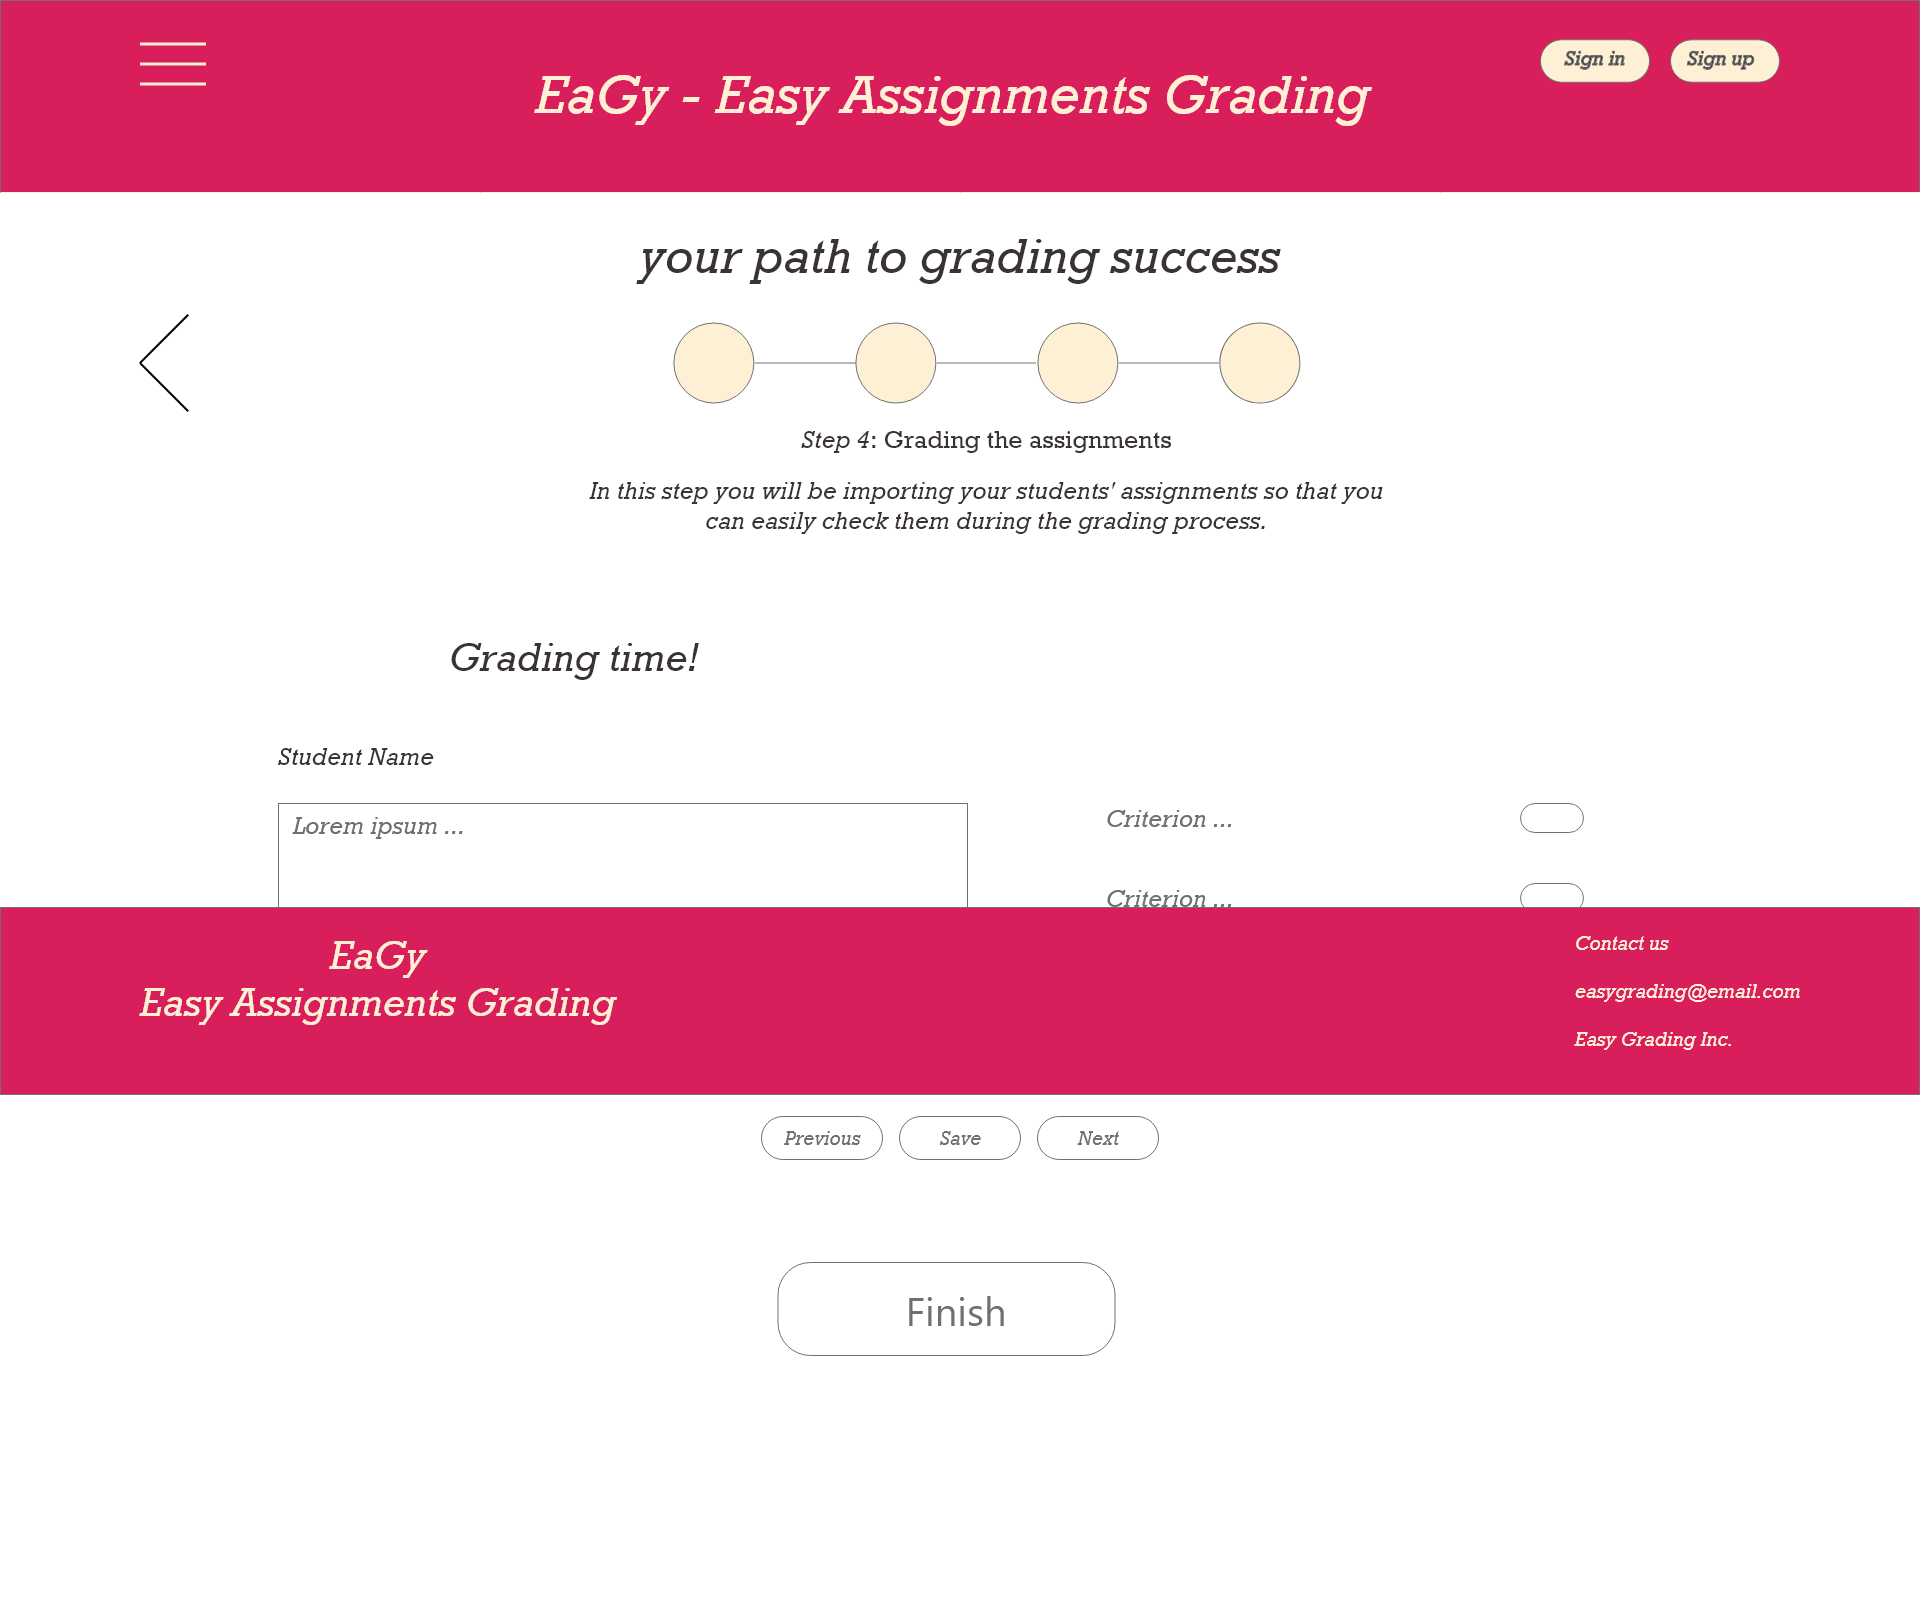 Sign in
Sign up
EaGy - Easy Assignments Grading
your path to grading success
Step 4: Grading the assignments
In this step you will be importing your students' assignments so that you
can easily check them during the grading process.
Grading time!
Student Name
Lorem ipsum ...
Criterion ...
Criterion ...
EaGy
Easy Assignments Grading
Contact us
easygrading@email.com
Easy Grading Inc.
Previous
Save
Next
Finish